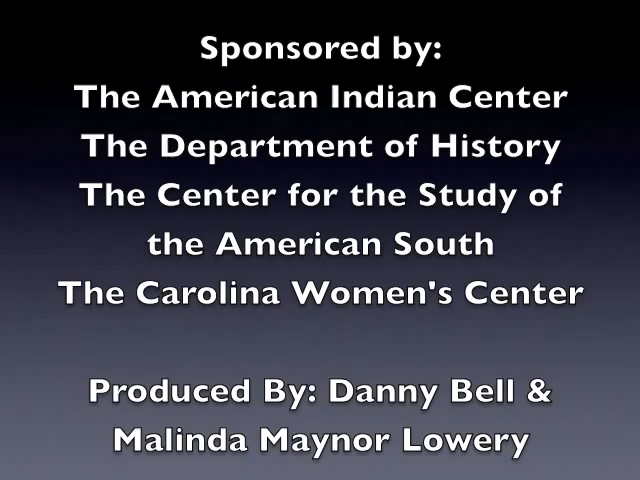 Sponsored by:
The American Indian Center
The Department of History
The Center for the Study of
the American South
The Carolina Women's Center
Produced By: Danny Bell &
Malinda Maynor Lowery